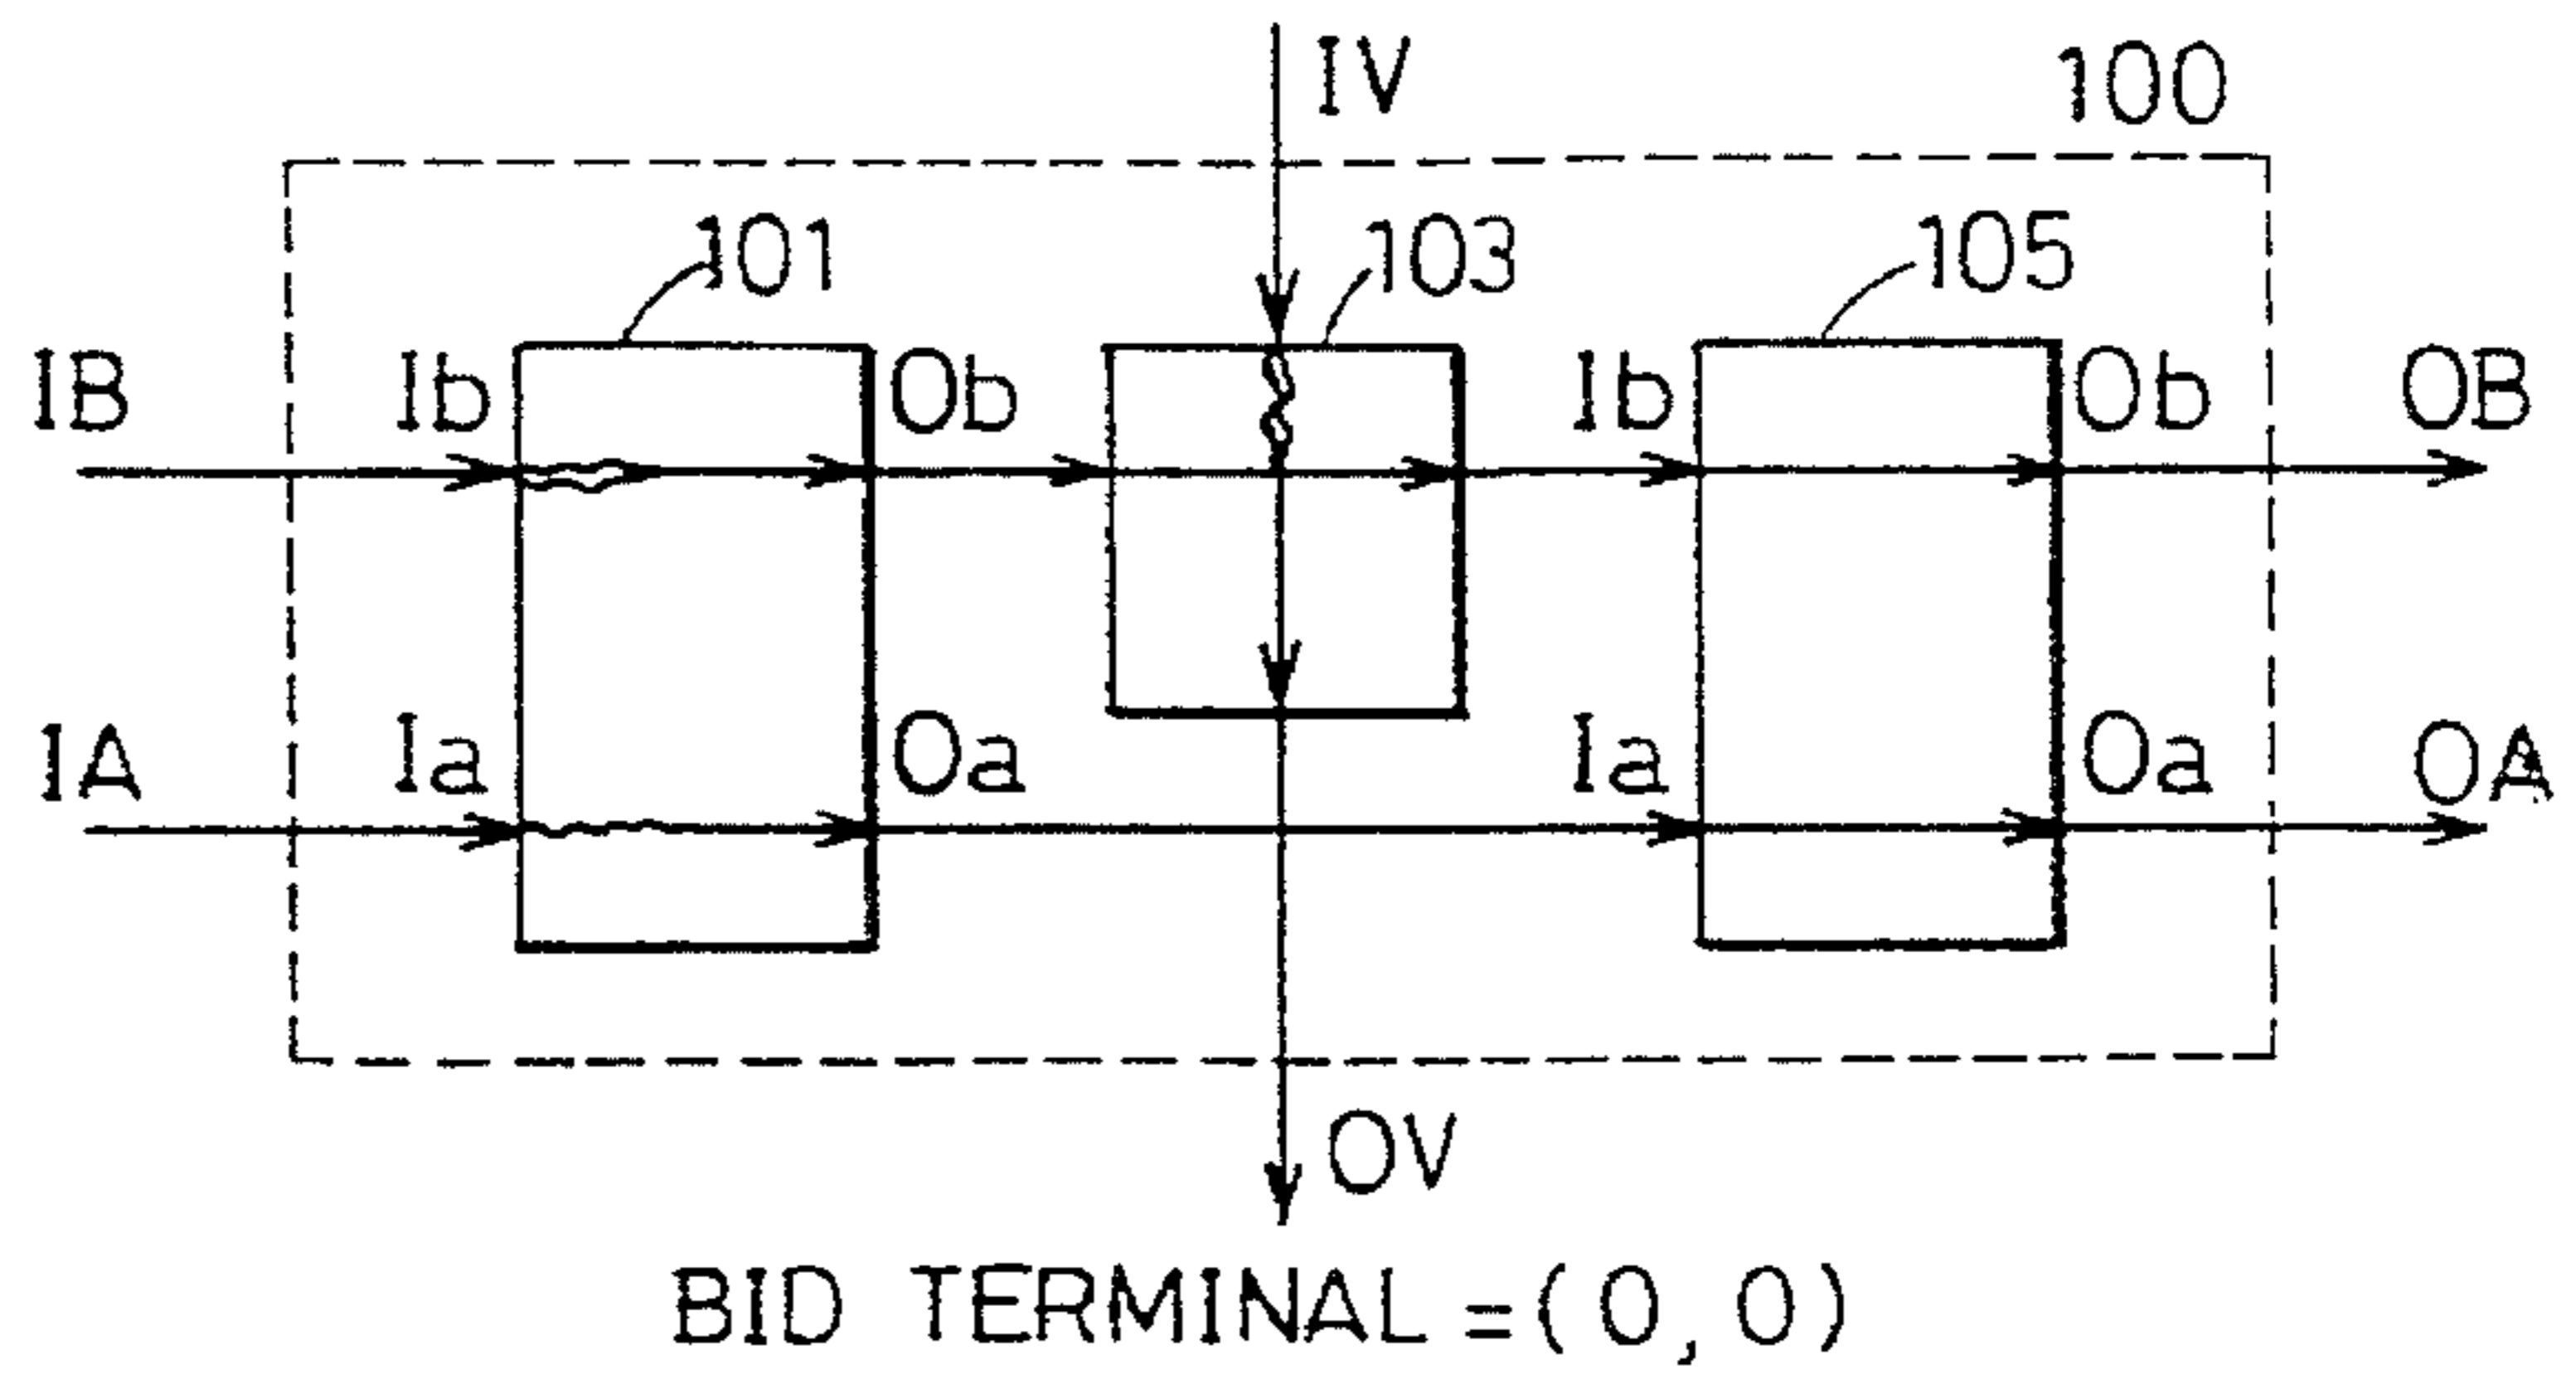 IV
100
101
103
105
IB
Ib
Ob
Ib
Ob
OB
IA
Ia
Oa
Ia
Oa
OA
OV
BID TERMINAL =(0,0)